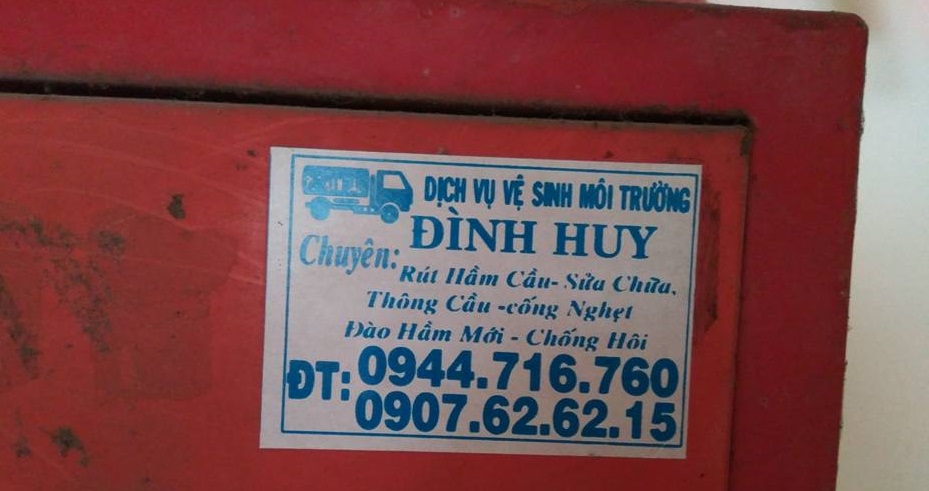 DỊCH VỤ VỆ SINH MÔI TRƯỜNG
ĐÌNH HUY
Chuyên:
Rút Hầm Cầu- Sửa Chữa,
Thông Cầu -cống Nghẹt
Đào Hầm Mới - Chống Hôi
ĐT: 0944.716.760
0907.62.62.15